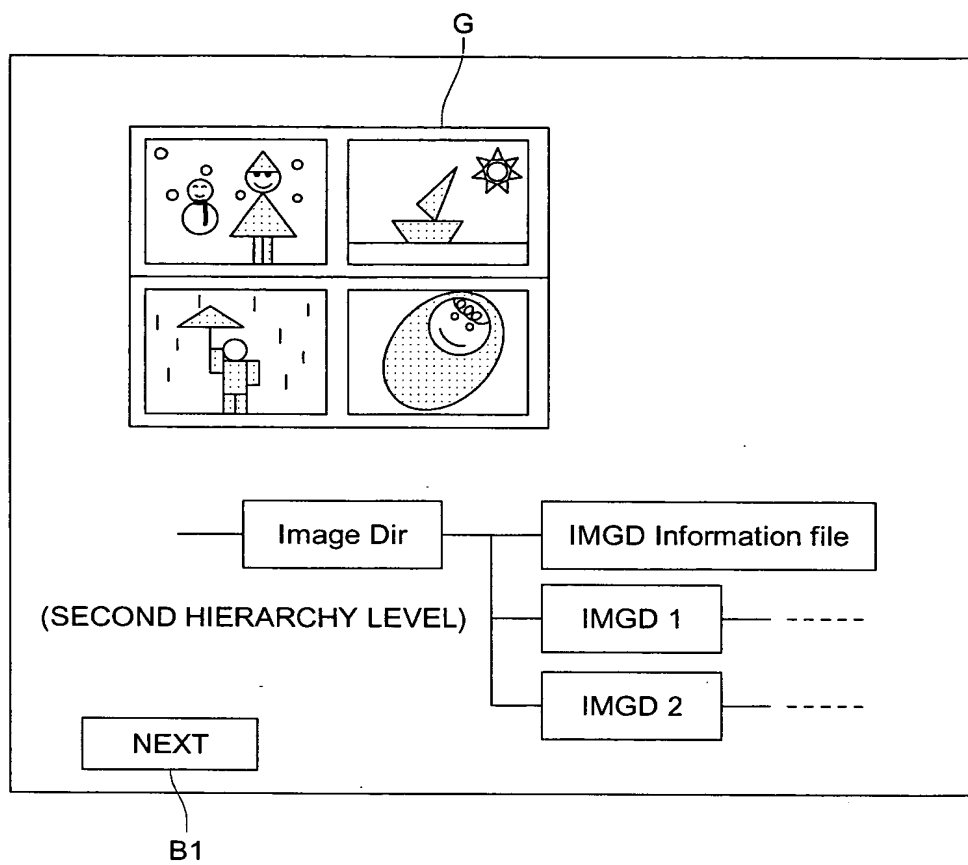 G
Image Dir
IMGD Information file
(SECOND HIERARCHY LEVEL)
IMGD 1
IMGD 2
NEXT
B1